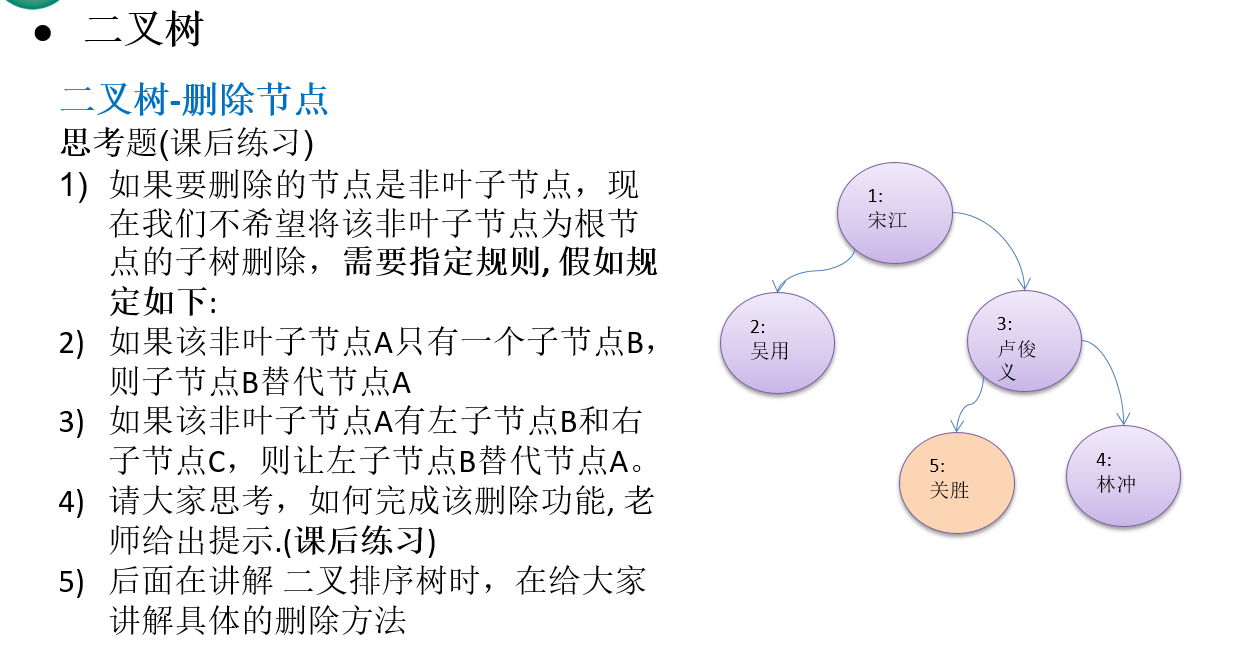 ● 二叉树
二叉树-删除节点
思考题(课后练习)
1) 如果要删除的节点是非叶子节点，现
在我们不希望将该非叶子节点为根节
点的子树删除，需要指定规则, 假如规
定如下:
2) 如果该非叶子节点A只有一个子节点B，
则子节点B替代节点A
3) 如果该非叶子节点A有左子节点B和右
子节点C，则让左子节点B替代节点A。
4) 请大家思考，如何完成该删除功能, 老
师给出提示.(课后练习)
5) 后面在讲解 二叉排序树时，在给大家
讲解具体的删除方法
1:
宋江
2:
吴用
3:
卢俊
义
5:
关胜
4:
林冲